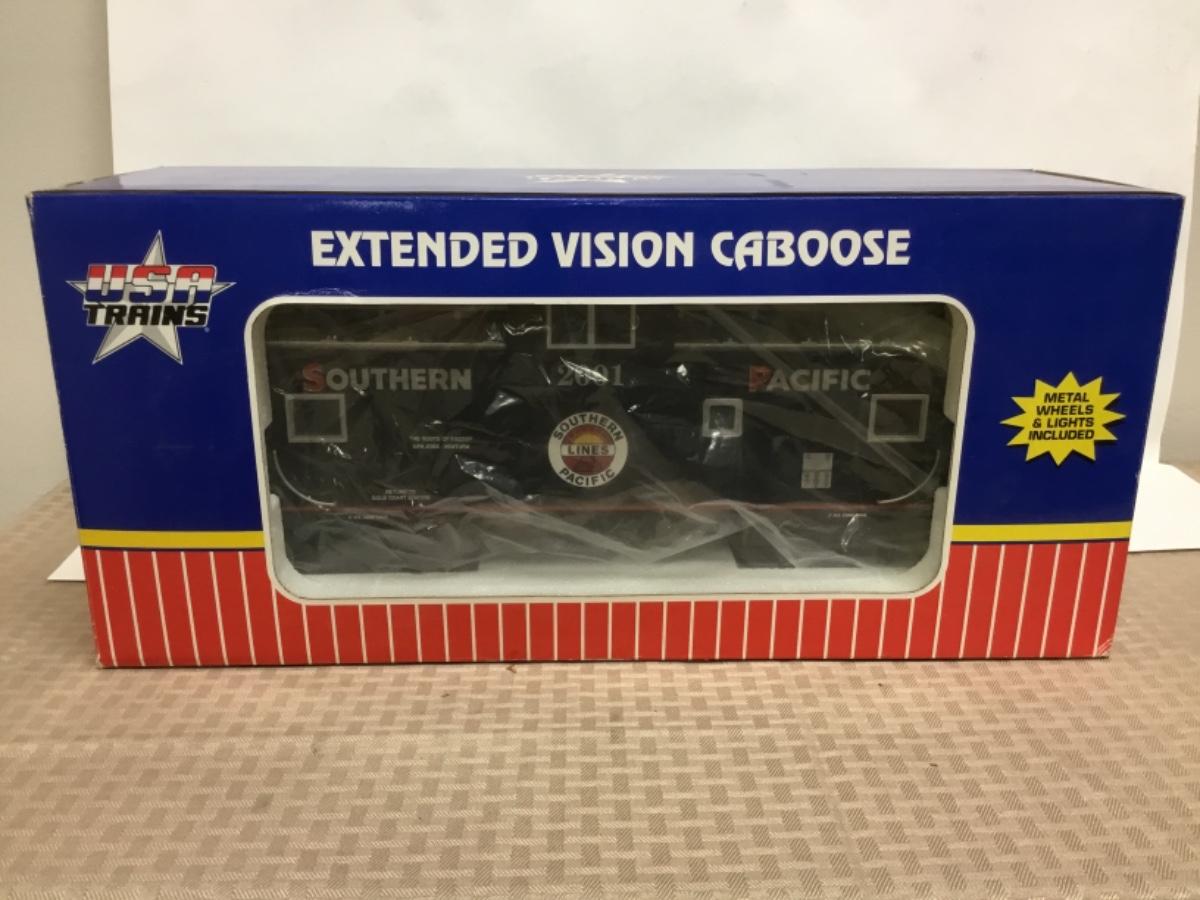 EXTENDED VISION CABOOSE
USA
TRAINS
SOUTHERN
PACIFIC
SOUTHERN
LINES
PACIFIC
METAL
WHEELS
& LIGHTS
INCLUDED